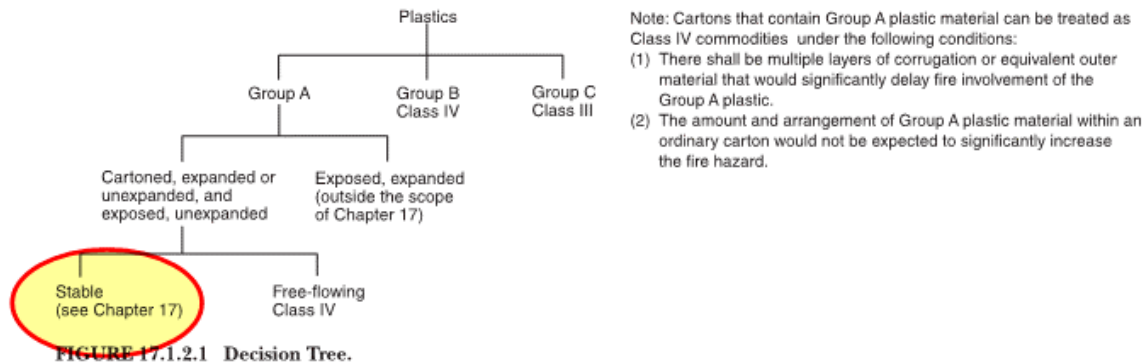 Plastics
Group A
Group B
Class IV
Group C
Class III
Cartoned, expanded or
unexpanded, and
exposed, unexpanded
Exposed, expanded
(outside the scope
of Chapter 17)
Stable
(see Chapter 17)
Free-flowing
Class IV
FIGURE 17.1.2.1 Decision Tree.
Note: Cartons that contain Group A plastic material can be treated as
Class IV commodities under the following conditions:
(1) There shall be multiple layers of corrugation or equivalent outer
material that would significantly delay fire involvement of the
Group A plastic.
(2) The amount and arrangement of Group A plastic material within an
ordinary carton would not be expected to significantly increase
the fire hazard.